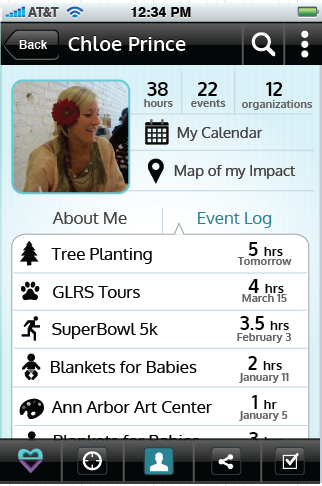 AT&T 12:34 PM
Back Chloe Prince
38 22 12
hours events organizations
My Calendar
Map of my Impact
About Me Event Log
Tree Planting 5 hrs
Tomorrow
GLRS Tours 4 hrs
March 15
SuperBowl 5k 3.5 hrs
February 3
Blankets for Babies 2 hrs
January 11
Ann Arbor Art Center 1 hr
January 5
Blankets for Babies 3 hrs